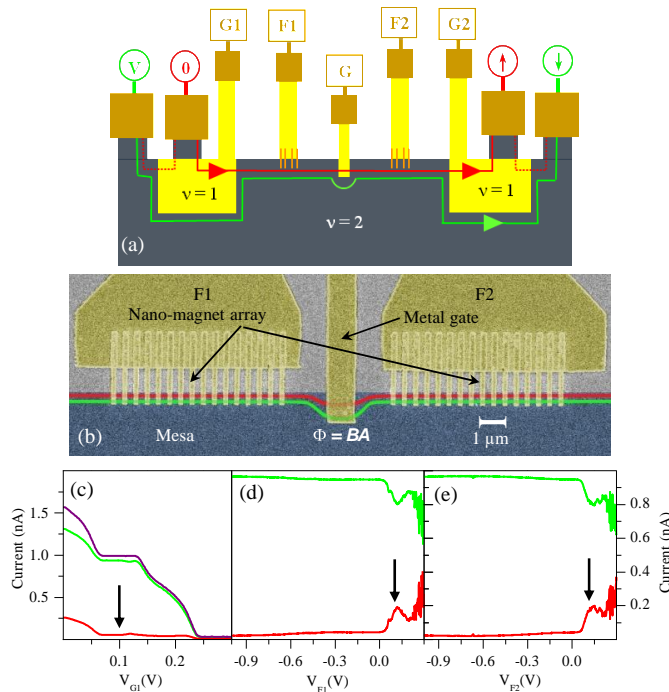 G1 F1 F2 G2
V 0 G ↑ ↓
ν = 1 ν = 1
ν = 2
(a)
F1 F2
Nano-magnet array Metal gate
(b) Mesa Φ = BA 1 µm
(c) (d) (e)
Current (nA)
1.5
1.0
0.5
0.8
0.6
0.4
0.2
Current (nA)
0.1 0.2 -0.9 -0.6 -0.3 0.0 -0.9 -0.6 -0.3 0.0
V_G1(V) V_F1(V) V_F2(V)